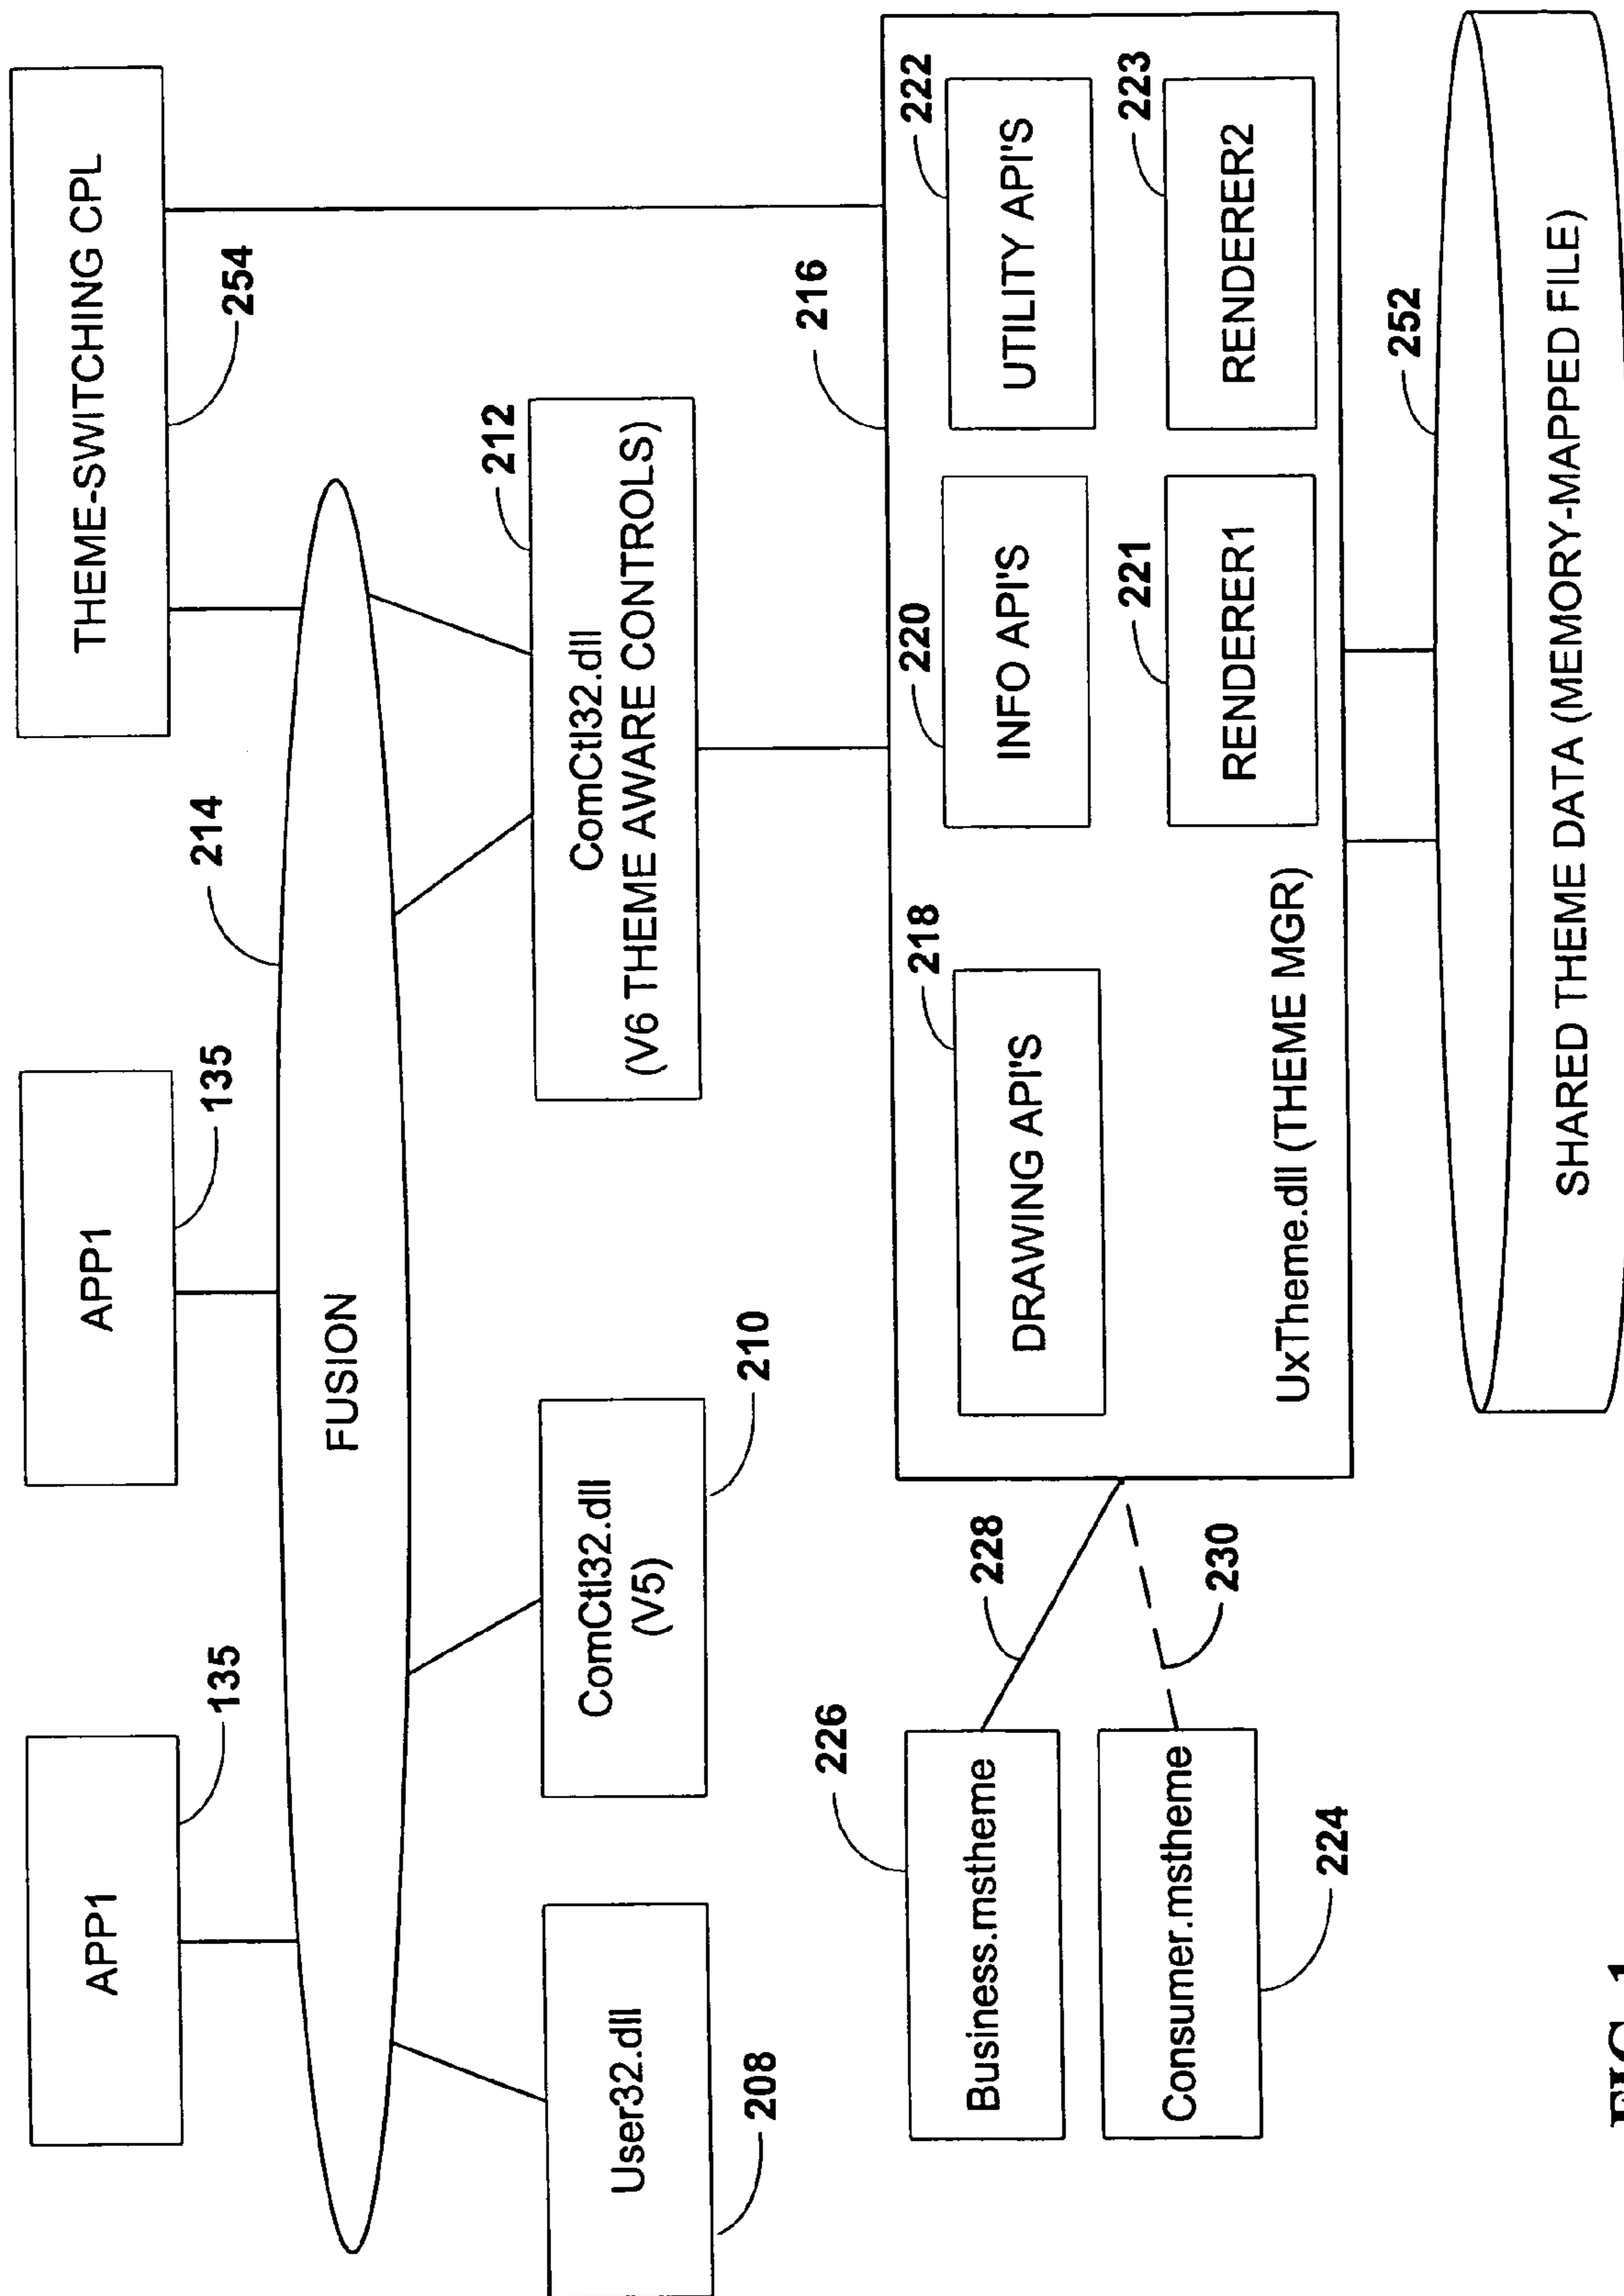 APP1
135
APP1
135
THEME-SWITCHING CPL
254
214
FUSION
User32.dll
208
ComCtl32.dll
(V5)
210
ComCtl32.dll
(V6 THEME AWARE CONTROLS)
212
216
226
Business.mstheme
228
Consumer.mstheme
224
230
218
DRAWING API'S
220
INFO API'S
222
UTILITY API'S
221
RENDERER1
223
RENDERER2
UxTheme.dll (THEME MGR)
252
SHARED THEME DATA (MEMORY-MAPPED FILE)